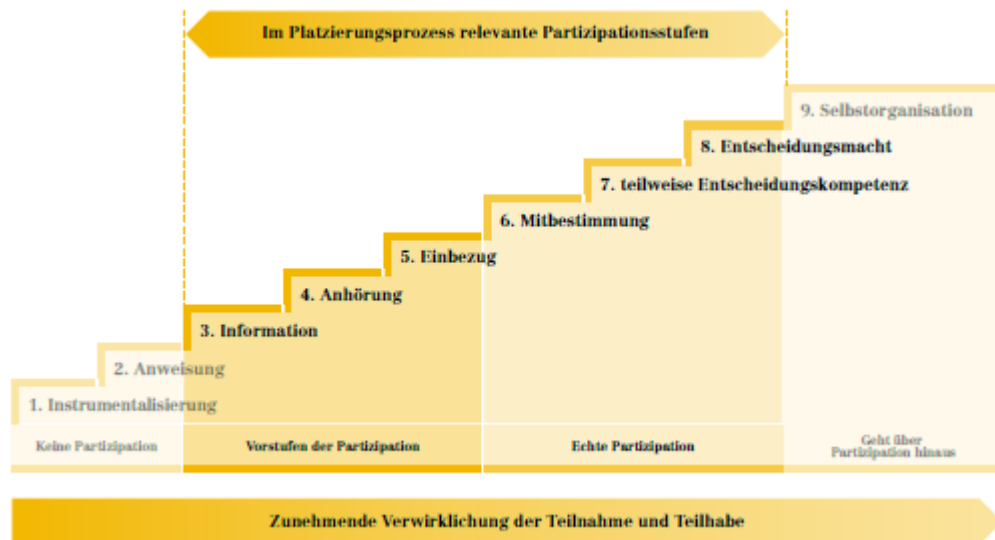 Im Platzierungsprozess relevante Partizipationsstufen
9. Selbstorganisation
8. Entscheidungsmacht
7. teilweise Entscheidungskompetenz
6. Mitbestimmung
5. Einbezug
4. Anhörung
3. Information
2. Anweisung
1. Instrumentalisierung
Keine Partizipation
Vorstufen der Partizipation
Echte Partizipation
Geht über
Partizipation hinaus
Zunehmende Verwirklichung der Teilnahme und Teilhabe